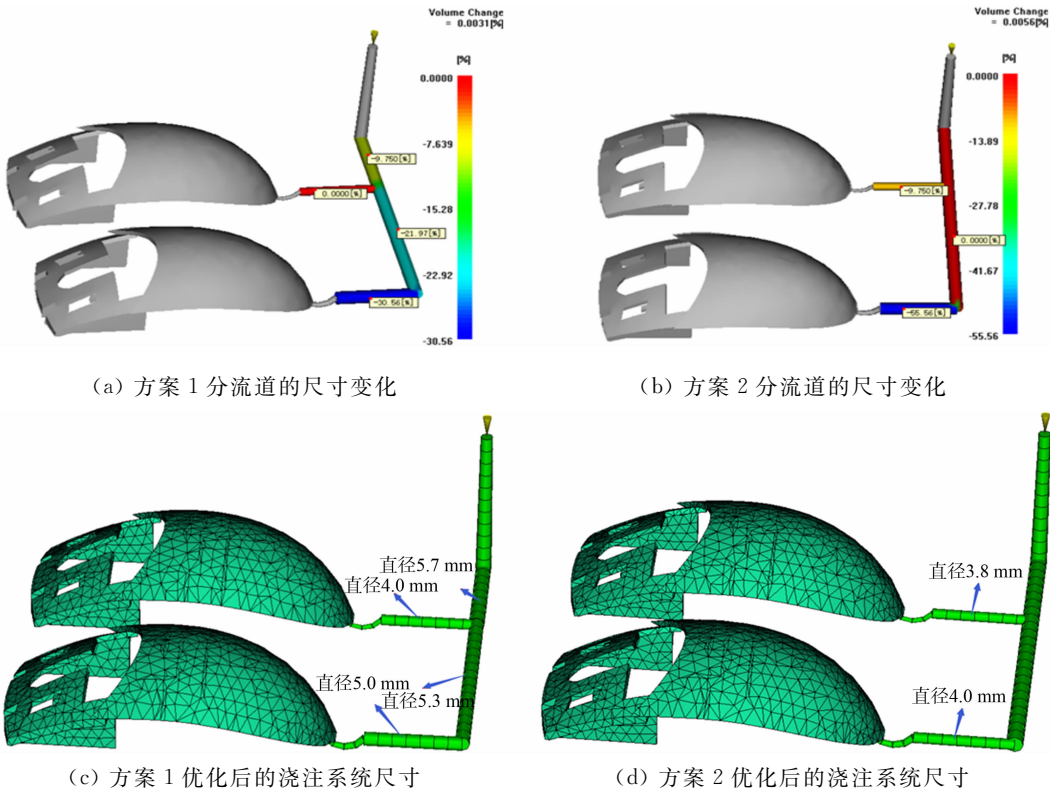 Volume Change
= 0.0031[%]
[%]
0.0000
-7.639
-15.28
-22.92
-30.56
-9.750[%]
0.0000[%]
-21.97[%]
-30.56[%]
(a) 方案 1 分流道的尺寸变化
Volume Change
= 0.0056[%]
[%]
0.0000
-13.89
-27.78
-41.67
-55.56
-9.750[%]
0.0000[%]
-55.56[%]
(b) 方案 2 分流道的尺寸变化
直径5.7 mm
直径4.0 mm
直径5.0 mm
直径5.3 mm
(c) 方案 1 优化后的浇注系统尺寸
直径3.8 mm
直径4.0 mm
(d) 方案 2 优化后的浇注系统尺寸